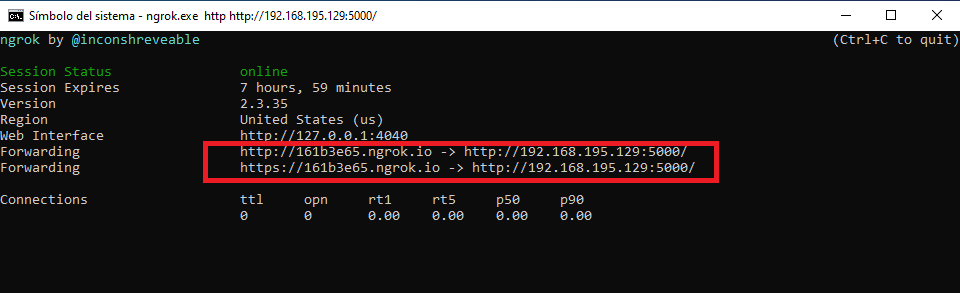 Símbolo del sistema - ngrok.exe http http://192.168.195.129:5000/
ngrok by @inconshreveable (Ctrl+C to quit)
Session Status online
Session Expires 7 hours, 59 minutes
Version 2.3.35
Region United States (us)
Web Interface http://127.0.0.1:4040
Forwarding http://161b3e65.ngrok.io -> http://192.168.195.129:5000/
Forwarding https://161b3e65.ngrok.io -> http://192.168.195.129:5000/
Connections ttl opn rt1 rt5 p50 p90
0 0 0.00 0.00 0.00 0.00